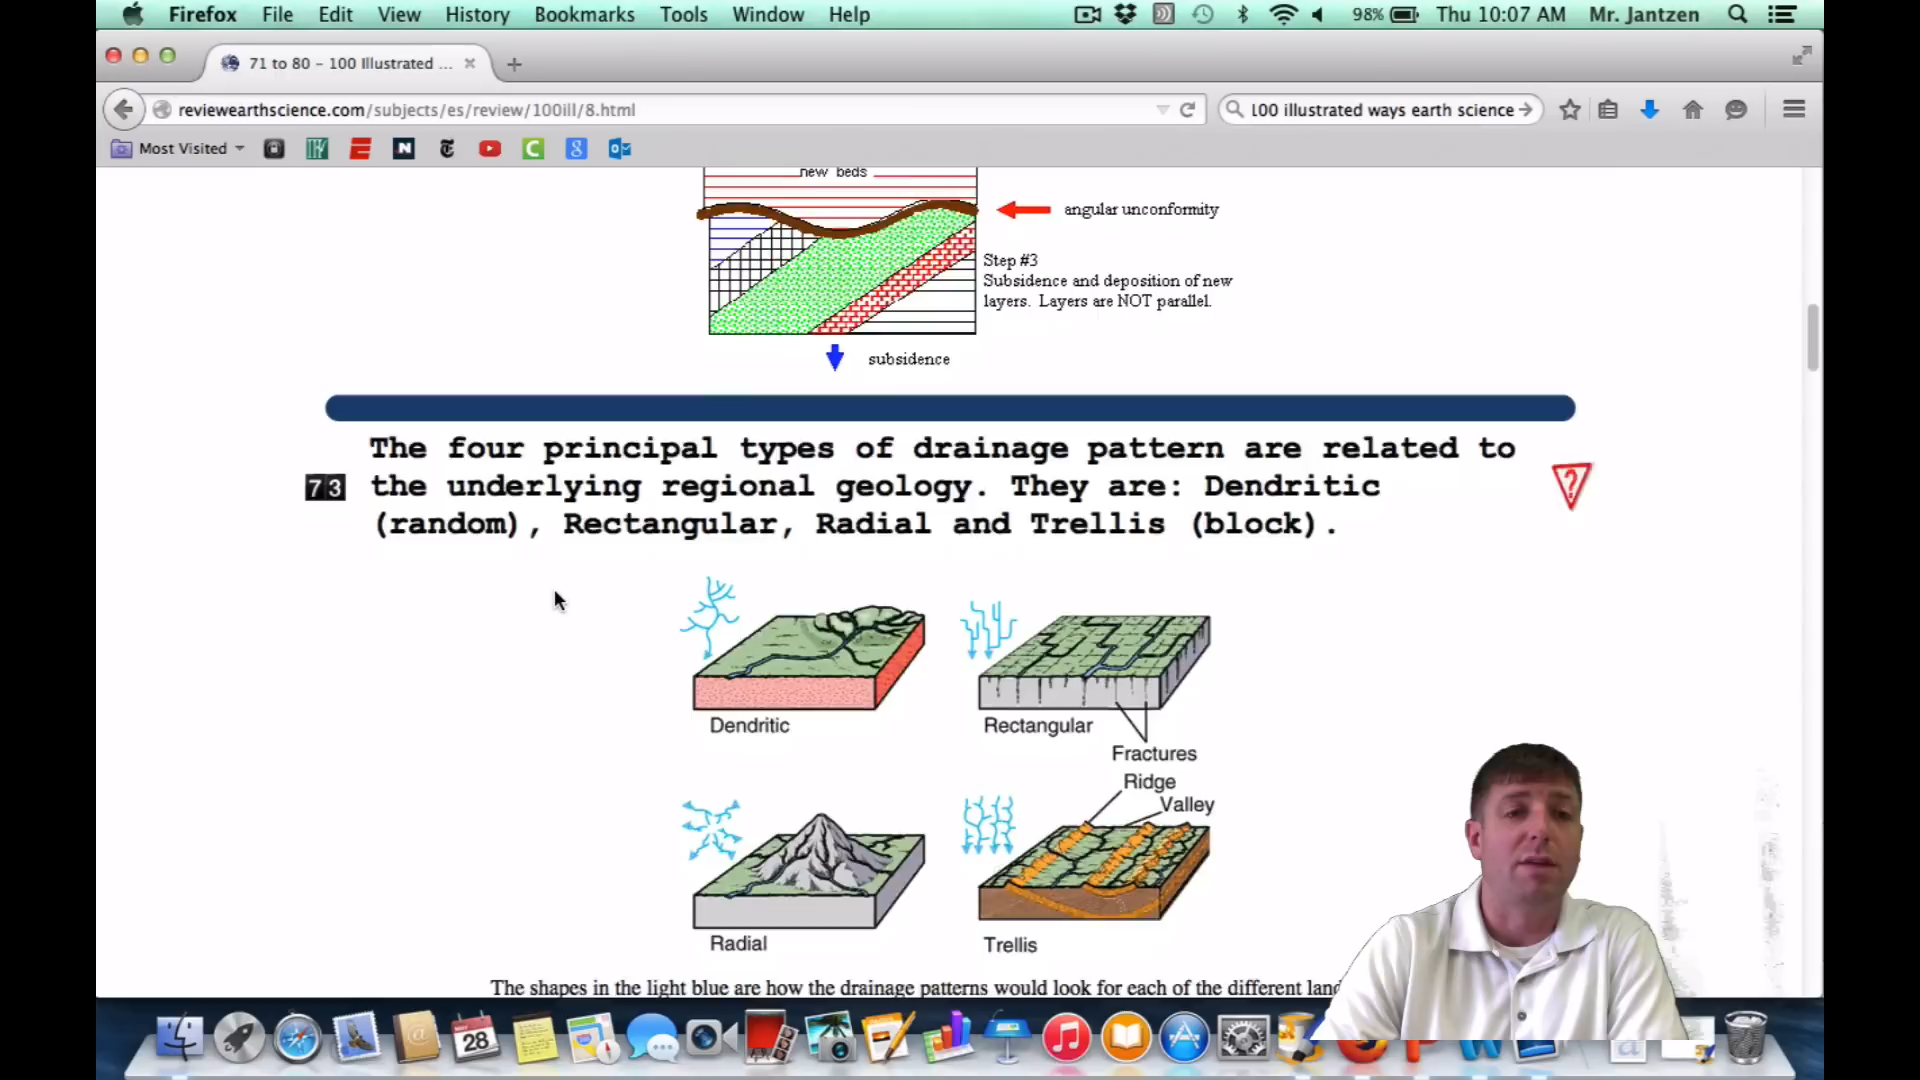 Firefox File Edit View History Bookmarks Tools Window Help 98% Thu 10:07 AM Mr. Jantzen
71 to 80 – 100 Illustrated ...
reviewearthscience.com/subjects/es/review/100ill/8.html
100 illustrated ways earth science
Most Visited
new beds
angular unconformity
Step #3
Subsidence and deposition of new
layers. Layers are NOT parallel.
subsidence
The four principal types of drainage pattern are related to
73 the underlying regional geology. They are: Dendritic ?
(random), Rectangular, Radial and Trellis (block).
Dendritic
Rectangular
Fractures
Ridge
Valley
Radial
Trellis
The shapes in the light blue are how the drainage patterns would look for each of the different
28